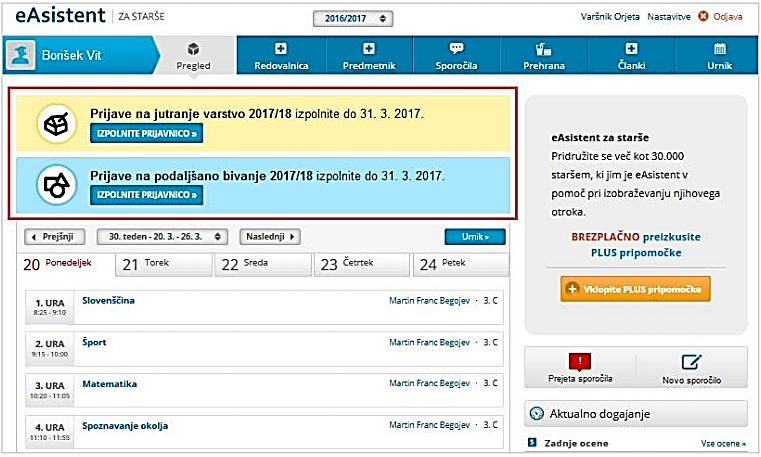 eAsistent ZA STARŠE
2016/2017
Varšnik Orjeta Nastavitve Odjava
Borišek Vit
Pregled
Redovalnica
Predmetnik
Sporočila
Prehrana
Članki
Urnik
Prijave na jutranje varstvo 2017/18 izpolnite do 31. 3. 2017.
IZPOLNITE PRIJAVNICO »
Prijave na podaljšano bivanje 2017/18 izpolnite do 31. 3. 2017.
IZPOLNITE PRIJAVNICO »
Prejšnji
30. teden - 20. 3. - 26. 3.
Naslednji
Urnik »
20 Ponedeljek
21 Torek
22 Sreda
23 Četrtek
24 Petek
1. URA Slovenščina Martin Franc Begojev · 3. C
8:25 - 9:10
2. URA Šport Martin Franc Begojev · 3. C
9:15 - 10:00
3. URA Matematika Martin Franc Begojev · 3. C
10:20 - 11:05
4. URA Spoznavanje okolja Martin Franc Begojev · 3. C
11:10 - 11:55
eAsistent za starše
Pridružite se več kot 30.000
staršem, ki jim je eAsistent v
pomoč pri izobraževanju njihovega
otroka.
BREZPLAČNO preizkusite
PLUS pripomočke
Vklopite PLUS pripomočke
Prejeta sporočila
Novo sporočilo
Aktualno dogajanje
5 Zadnje ocene Vse ocene »